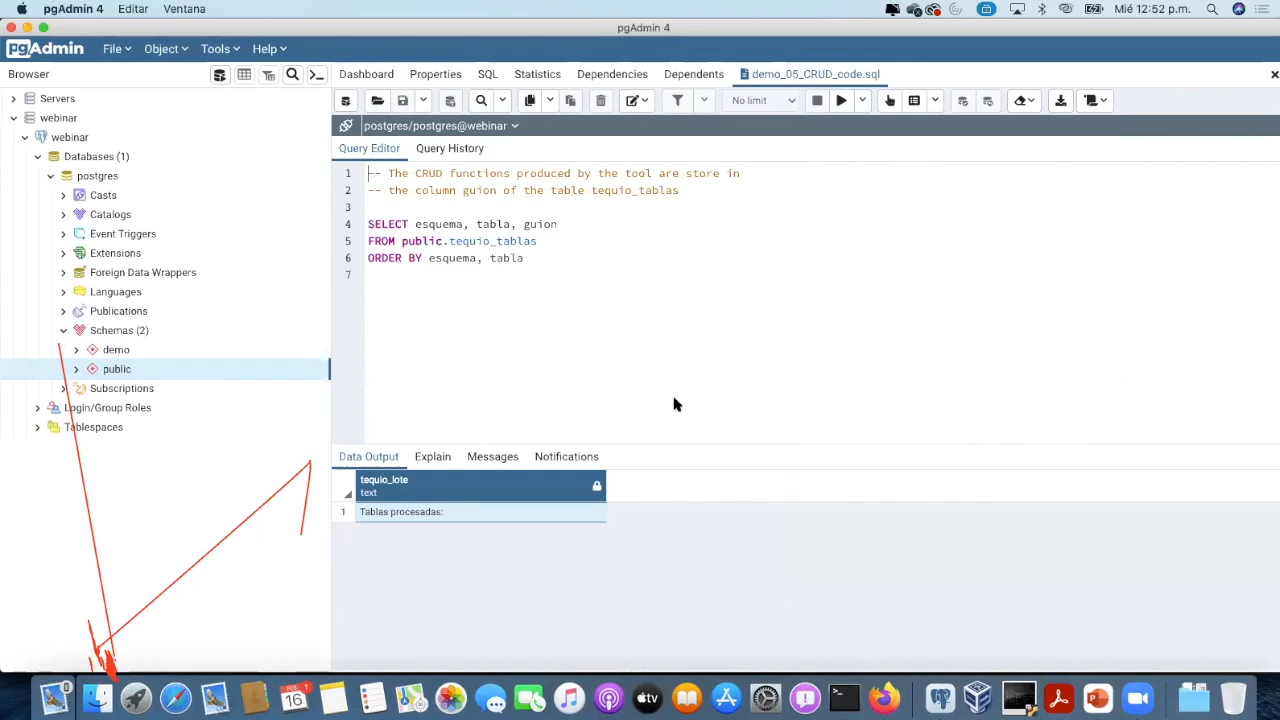 pgAdmin 4 Editar Ventana Mié 12:52 p.m.
pgAdmin 4
pgAdmin File Object Tools Help
Browser
Dashboard Properties SQL Statistics Dependencies Dependents demo_05_CRUD_code.sql
No limit
postgres/postgres@webinar
Query Editor Query History
Servers
webinar
webinar
Databases (1)
postgres
Casts
Catalogs
Event Triggers
Extensions
Foreign Data Wrappers
Languages
Publications
Schemas (2)
demo
public
Subscriptions
Login/Group Roles
Tablespaces
1 -- The CRUD functions produced by the tool are store in
2 -- the column guion of the table tequio_tablas
3
4 SELECT esquema, tabla, guion
5 FROM public.tequio_tablas
6 ORDER BY esquema, tabla
7
Data Output Explain Messages Notifications
tequio_lote
text
1 Tablas procesadas:
FEB 1
16
tv